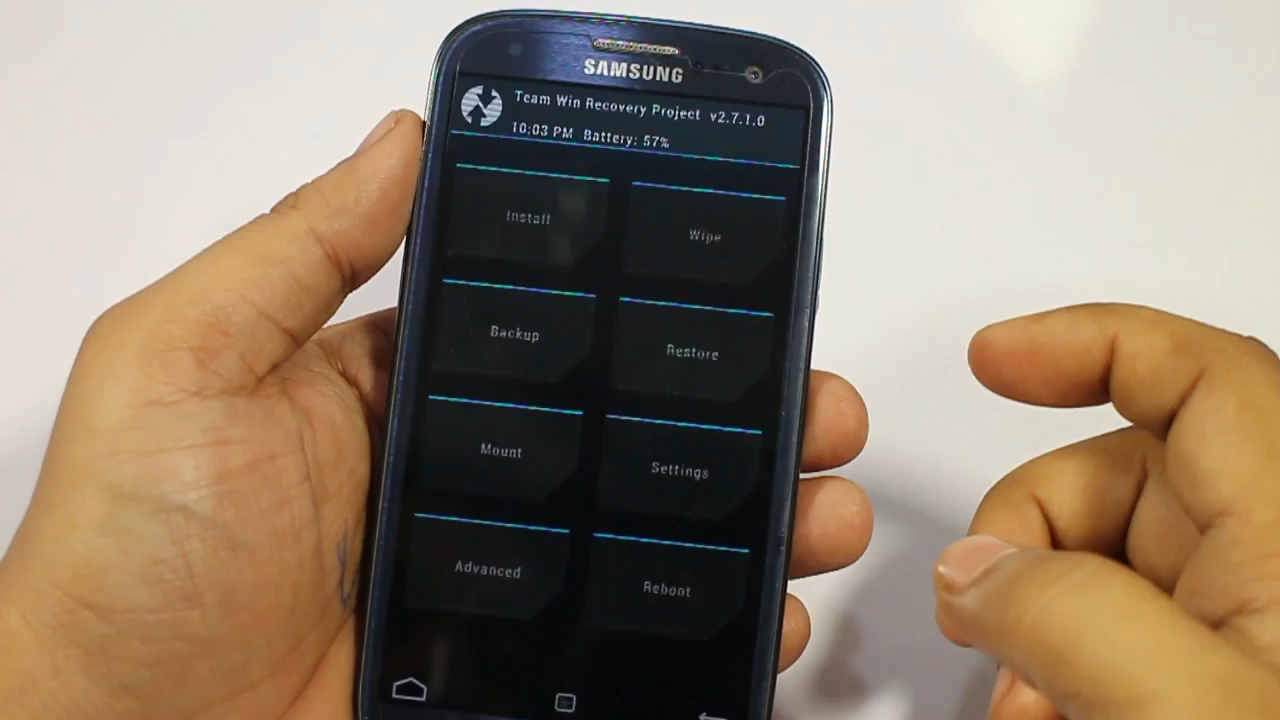 SAMSUNG
Team Win Recovery Project v2.7.1.0
10:03 PM Battery: 57%
Install
Wipe
Backup
Restore
Mount
Settings
Advanced
Reboot